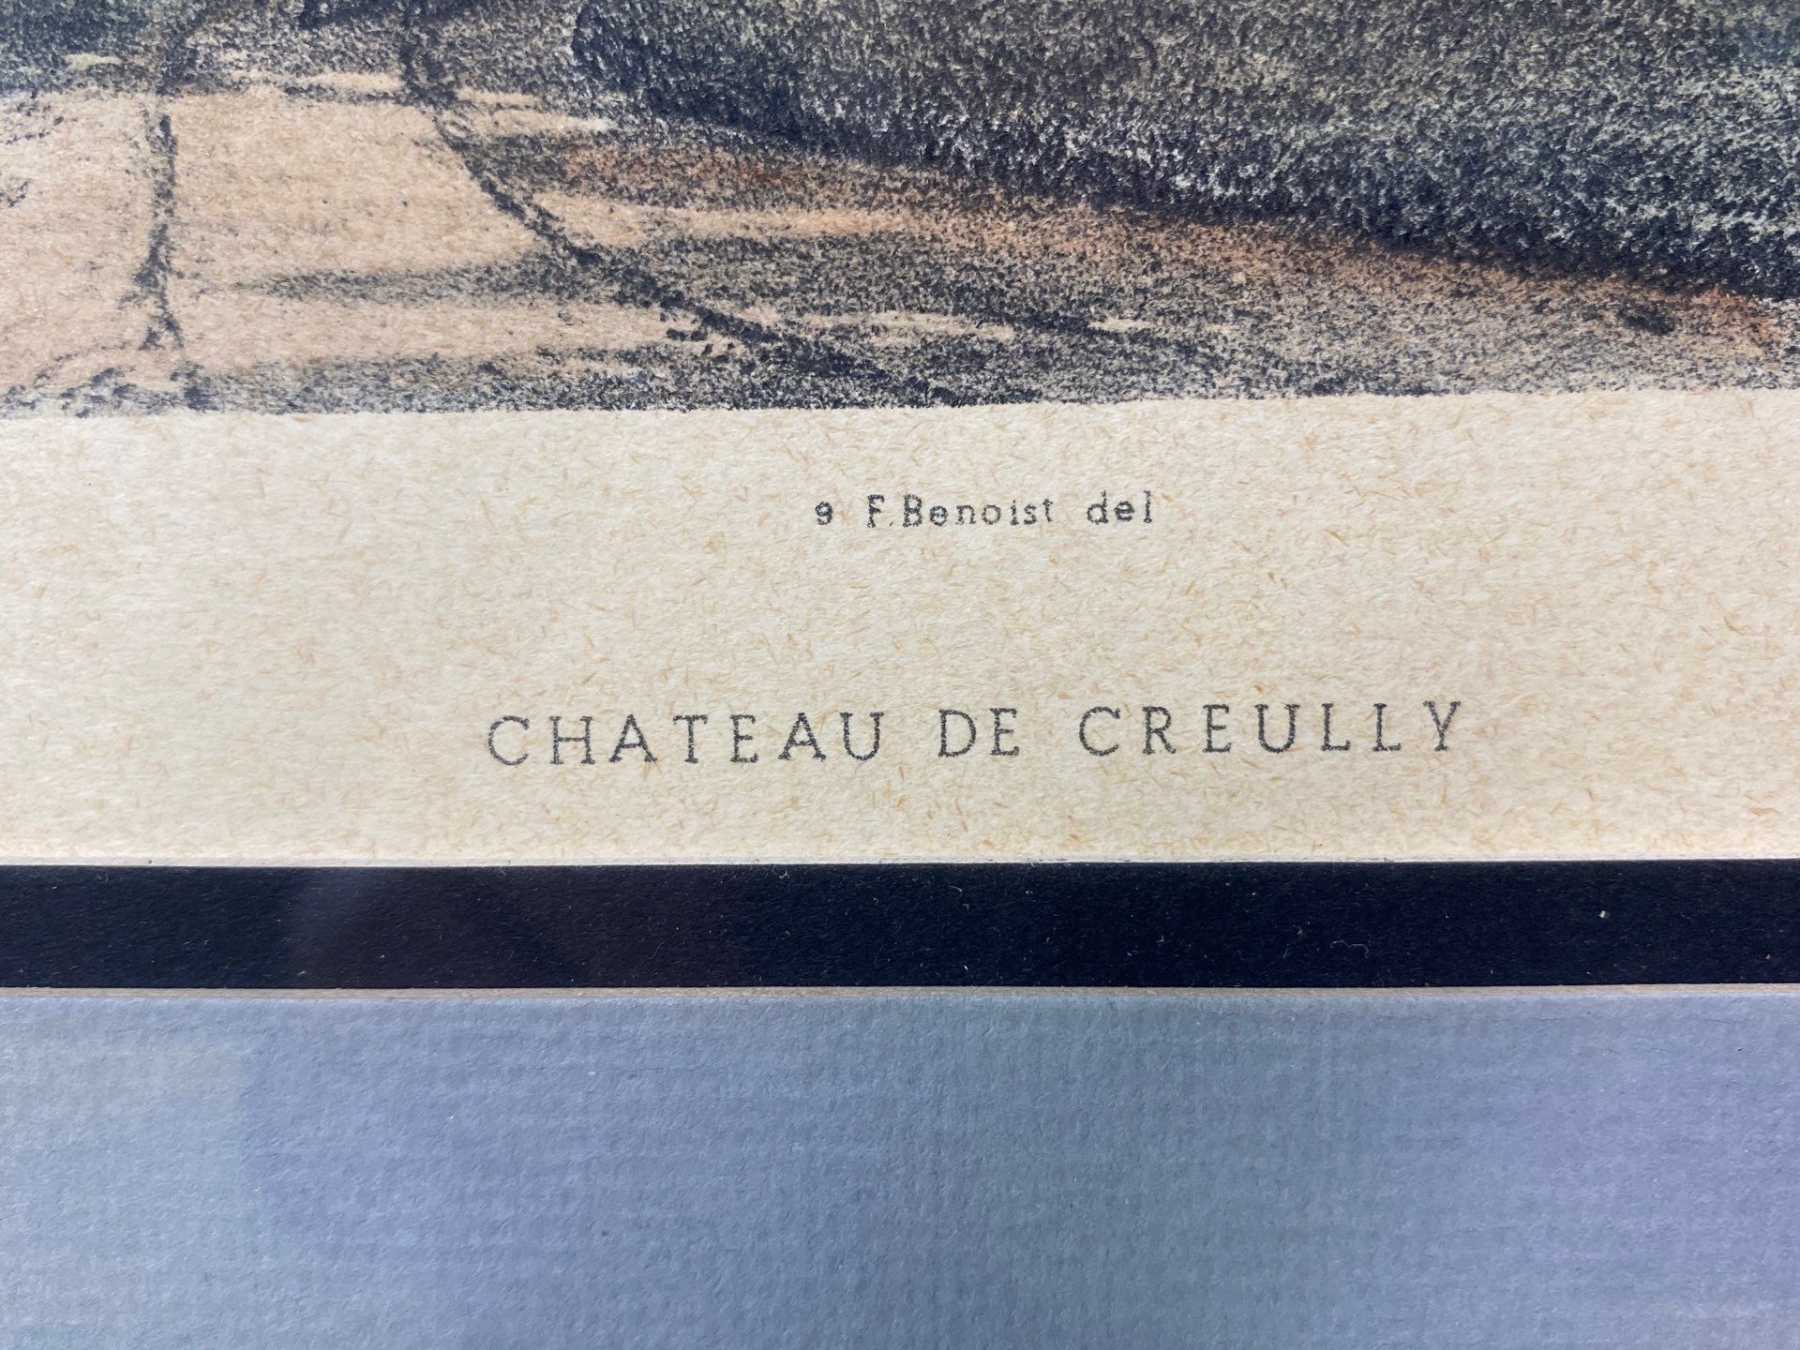 9 F. Benoist del
CHATEAU DE CREULLY